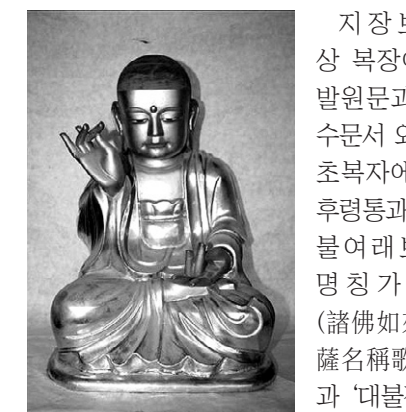 지장보
상 복장에
발원문과
수문서 외
초복자에
후령통과
불여래보
명칭가
(諸佛如來
薩名稱歌
과 ‘대불정